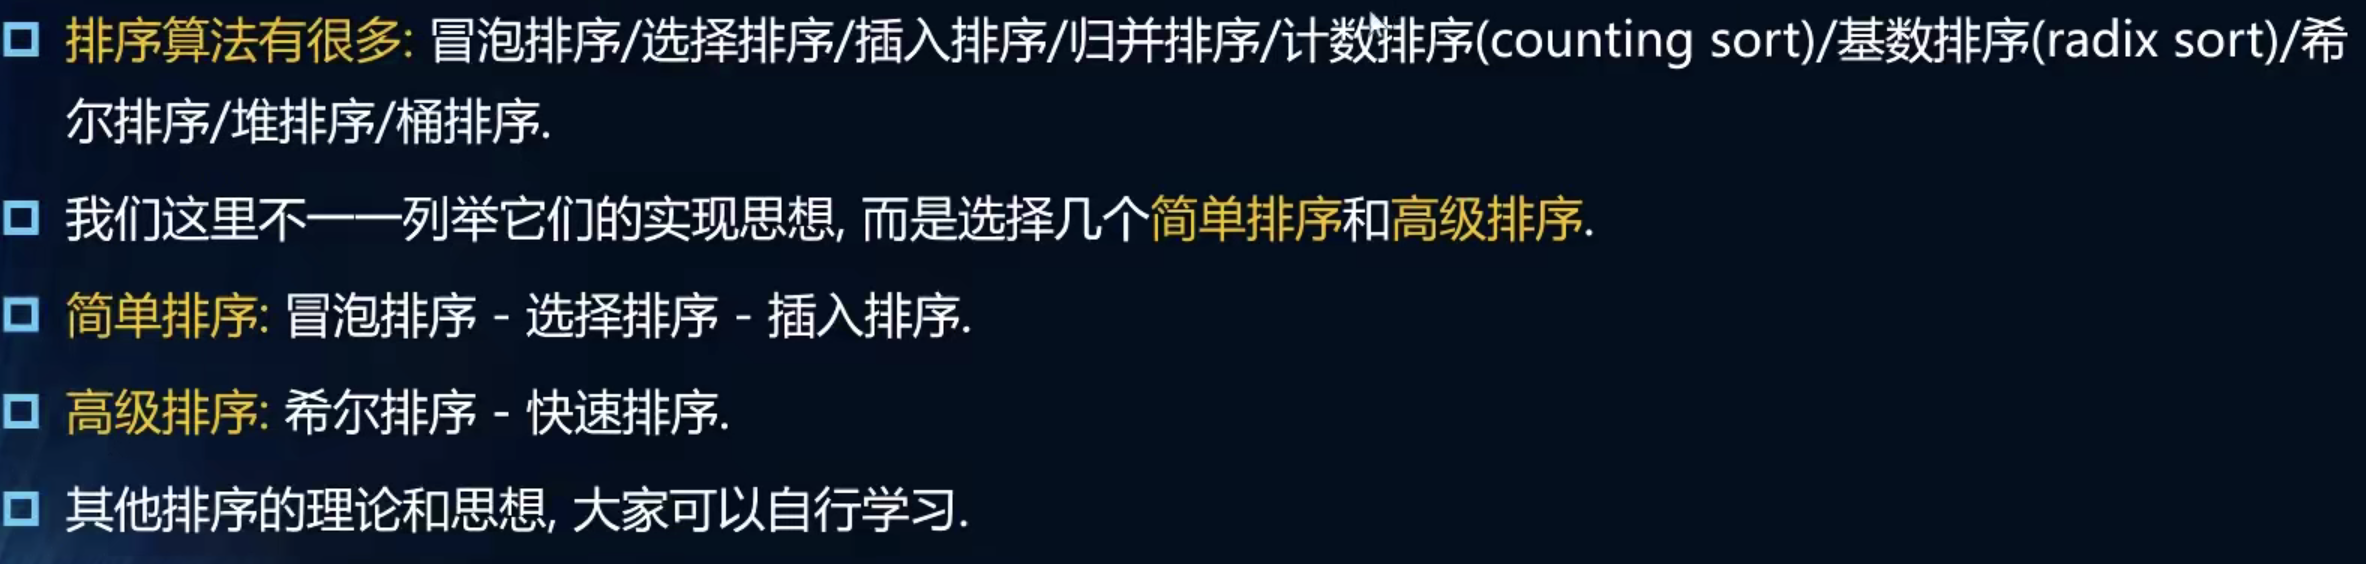 排序算法有很多: 冒泡排序/选择排序/插入排序/归并排序/计数排序(counting sort)/基数排序(radix sort)/希
尔排序/堆排序/桶排序.
我们这里不一一列举它们的实现思想, 而是选择几个简单排序和高级排序.
简单排序: 冒泡排序 - 选择排序 - 插入排序.
高级排序: 希尔排序 - 快速排序.
其他排序的理论和思想, 大家可以自行学习.